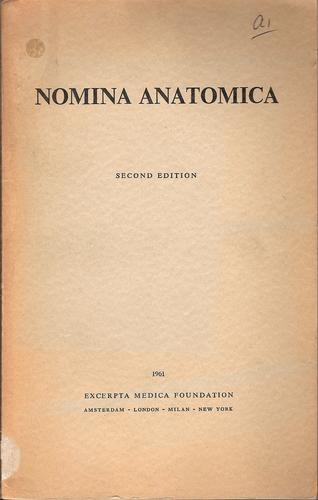 a1
NOMINA ANATOMICA
SECOND EDITION
1961
EXCERPTA MEDICA FOUNDATION
AMSTERDAM - LONDON - MILAN - NEW YORK